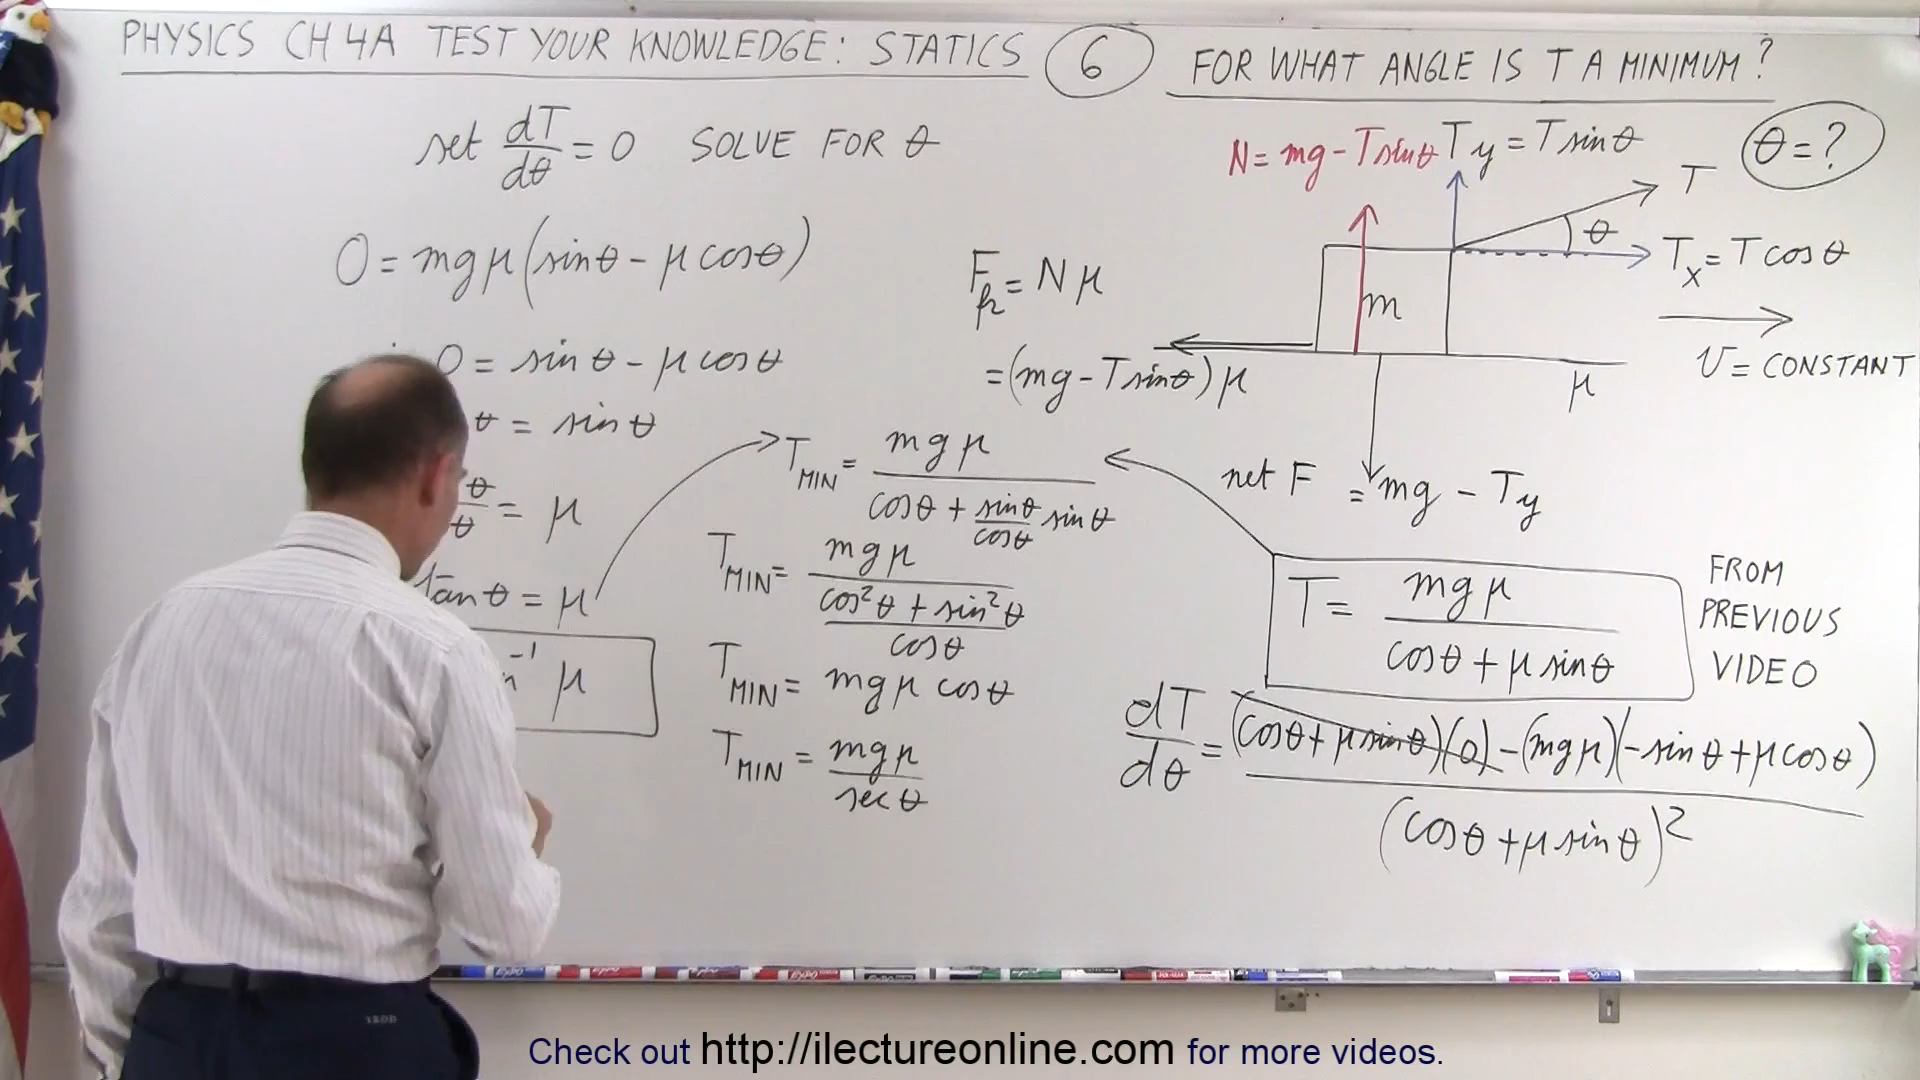 PHYSICS CH 4A TEST YOUR KNOWLEDGE: STATICS 6 FOR WHAT ANGLE IS T A MINIMUM?
set dT/dθ = 0 SOLVE FOR θ
0 = mgμ(sinθ - μcosθ)
0 = sinθ - μcosθ
θ = sinθ
θ/θ = μ
tanθ = μ
⁻¹ μ
N = mg - Tsinθ
Ty = Tsinθ
θ = ?
T
θ
Tx = Tcosθ
m
v = CONSTANT
μ
Ffr = Nμ
= (mg - Tsinθ)μ
net F = mg - Ty
TMIN = mgμ/(cosθ + sinθ/cosθ sinθ)
TMIN = mgμ/((cos²θ + sin²θ)/cosθ)
TMIN = mgμ cosθ
TMIN = mgμ/secθ
T = mgμ/(cosθ + μsinθ)
FROM
PREVIOUS
VIDEO
dT/dθ = ((cosθ + μsinθ)(0) - (mgμ)(-sinθ + μcosθ))/(cosθ + μsinθ)²
IZOD
Check out http://ilectureonline.com for more videos.